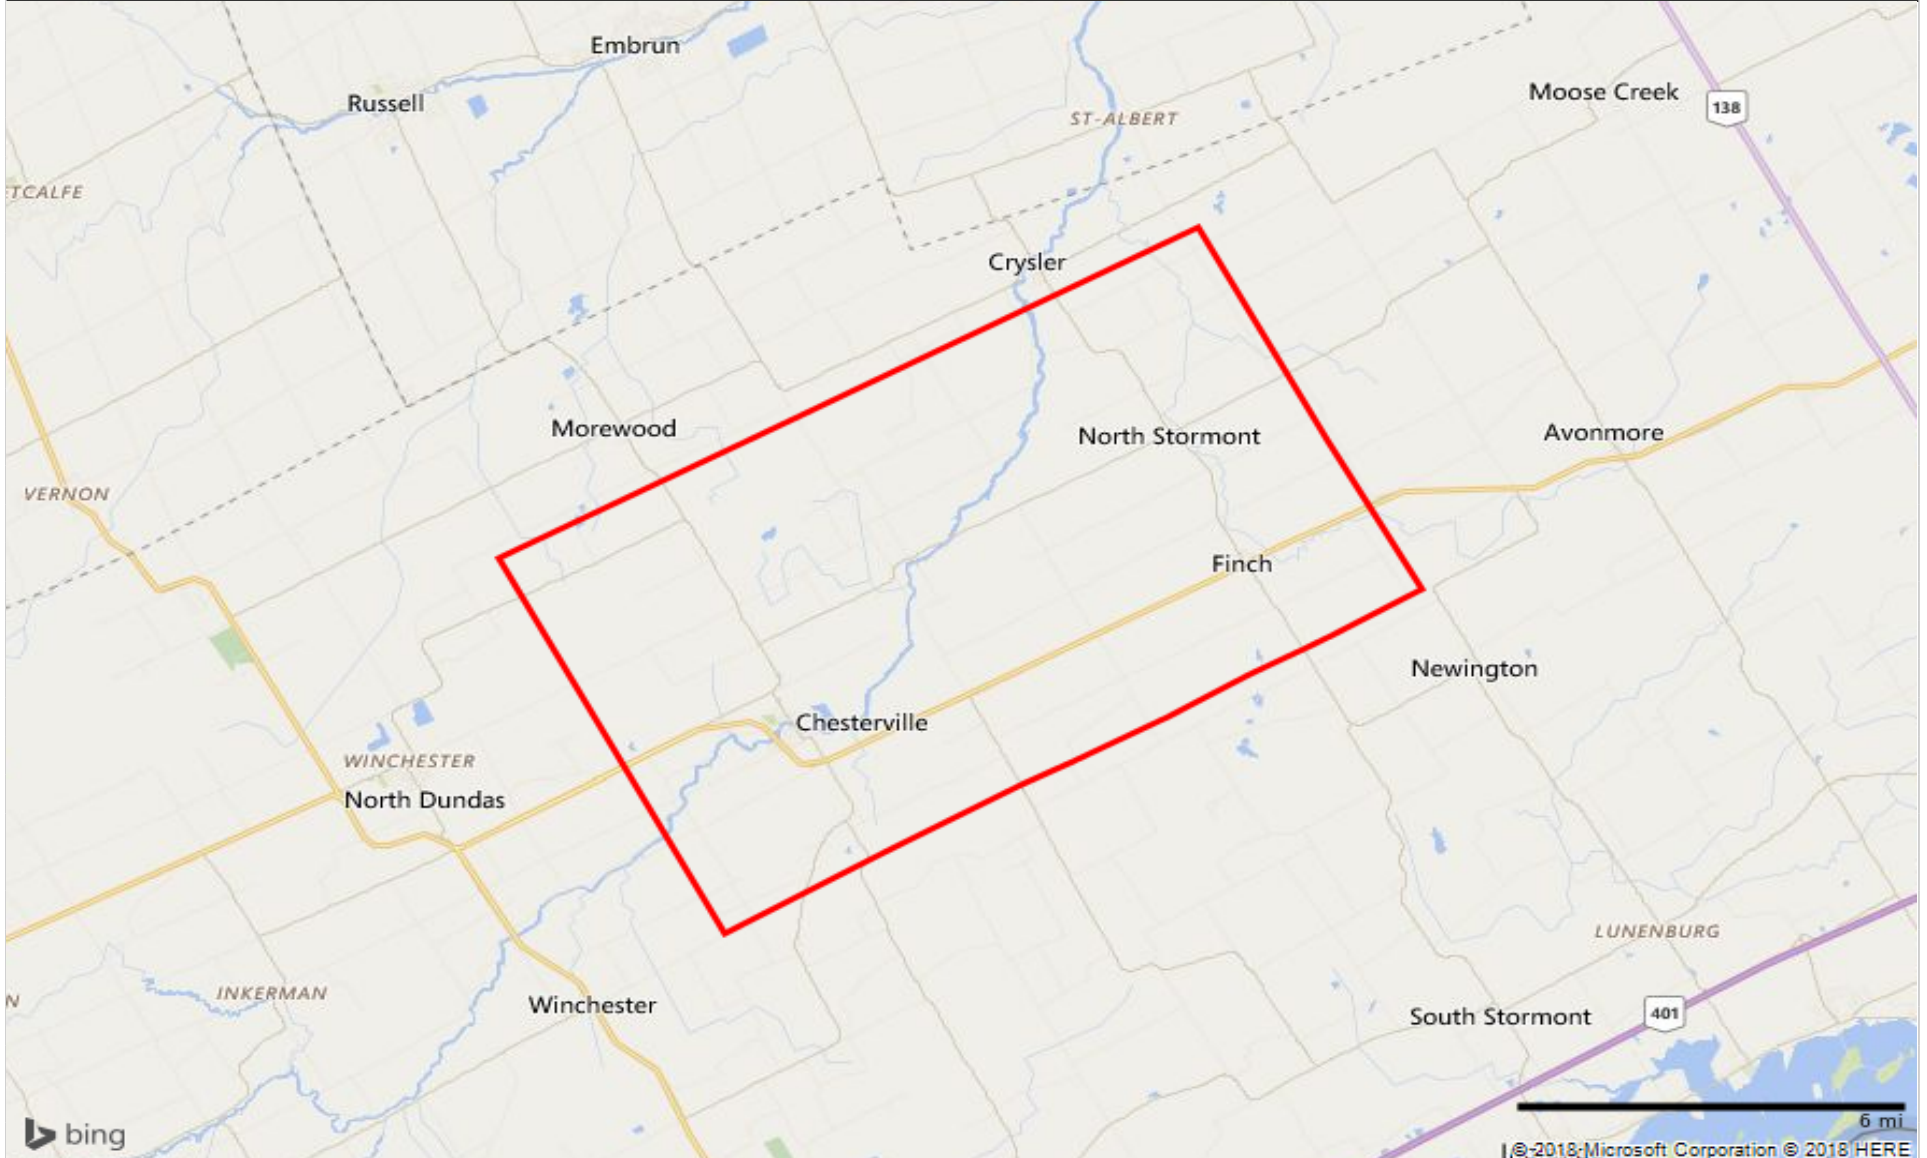 Embrun
Russell
Moose Creek
138
ST-ALBERT
ETCALFE
Crysler
Morewood
North Stormont
Avonmore
VERNON
Finch
Newington
Chesterville
WINCHESTER
North Dundas
LUNENBURG
INKERMAN
N
Winchester
South Stormont
401
6 mi
bing
© 2018 Microsoft Corporation © 2018 HERE